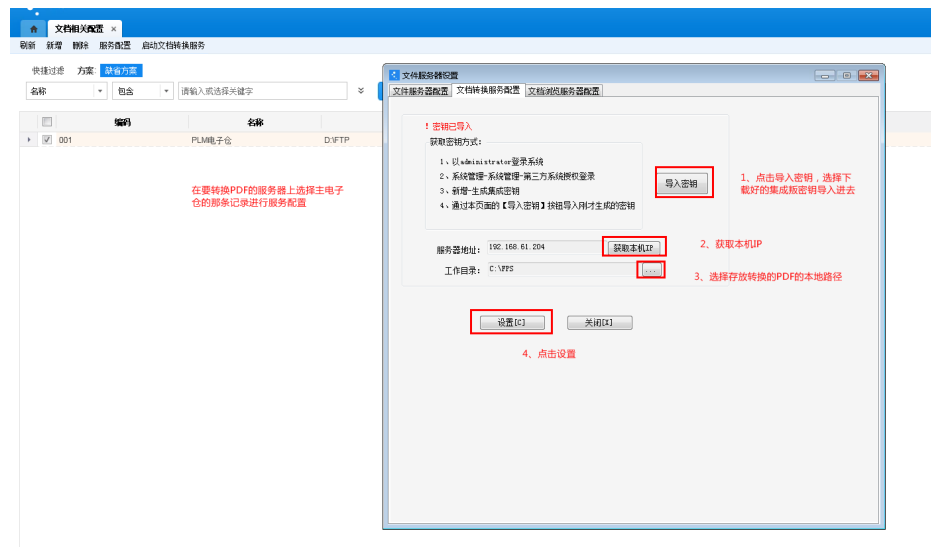 文档相关配置 ×
刷新 新增 删除 服务配置 启动文档转换服务
快捷过滤 方案: 缺省方案
名称 包含 请输入或选择关键字
编码 名称
001 PLM电子仓 D:\FTP
在要转换PDF的服务器上选择主电子
仓的那条记录进行服务配置
文件服务器设置
文件服务器配置 文档转换服务配置 文档浏览服务器配置
! 密钥已导入
获取密钥方式:
1、以administrator登录系统
2、系统管理-系统管理-第三方系统授权登录
3、新增-生成集成密钥
4、通过本页面的【导入密钥】按钮导入刚才生成的密钥
导入密钥
1、点击导入密钥，选择下
载好的集成版密钥导入进去
服务器地址: 192.168.61.204 获取本机IP
2、获取本机IP
工作目录: C:\FPS ...
3、选择存放转换的PDF的本地路径
设置[C] 关闭[X]
4、点击设置